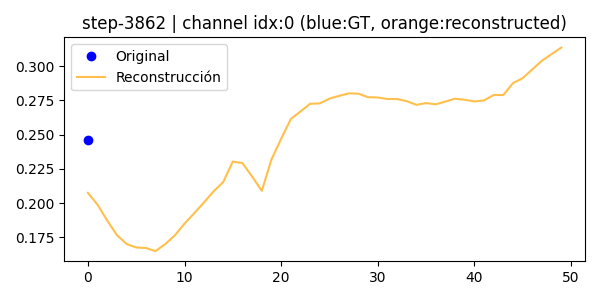 step-3862 | channel idx:0 (blue:GT, orange:reconstructed)
Original
Reconstrucción
0.300
0.275
0.250
0.225
0.200
0.175
0 10 20 30 40 50